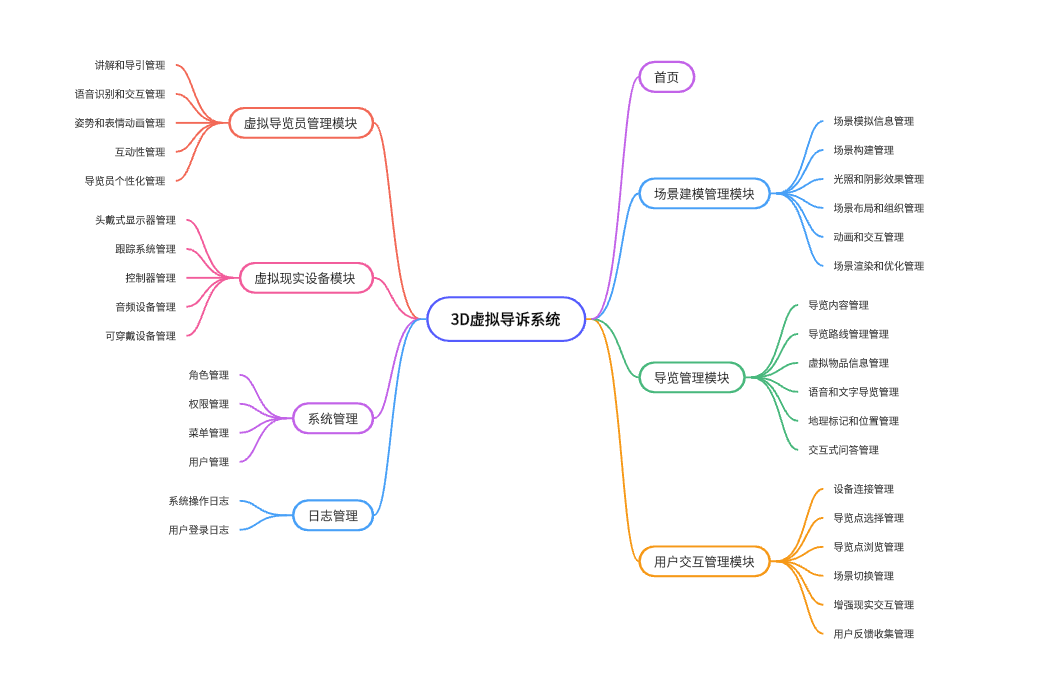 3D虚拟导诉系统
首页
场景建模管理模块
场景模拟信息管理
场景构建管理
光照和阴影效果管理
场景布局和组织管理
动画和交互管理
场景渲染和优化管理
导览管理模块
导览内容管理
导览路线管理管理
虚拟物品信息管理
语音和文字导览管理
地理标记和位置管理
交互式问答管理
用户交互管理模块
设备连接管理
导览点选择管理
导览点浏览管理
场景切换管理
增强现实交互管理
用户反馈收集管理
虚拟导览员管理模块
讲解和导引管理
语音识别和交互管理
姿势和表情动画管理
互动性管理
导览员个性化管理
虚拟现实设备模块
头戴式显示器管理
跟踪系统管理
控制器管理
音频设备管理
可穿戴设备管理
系统管理
角色管理
权限管理
菜单管理
用户管理
日志管理
系统操作日志
用户登录日志